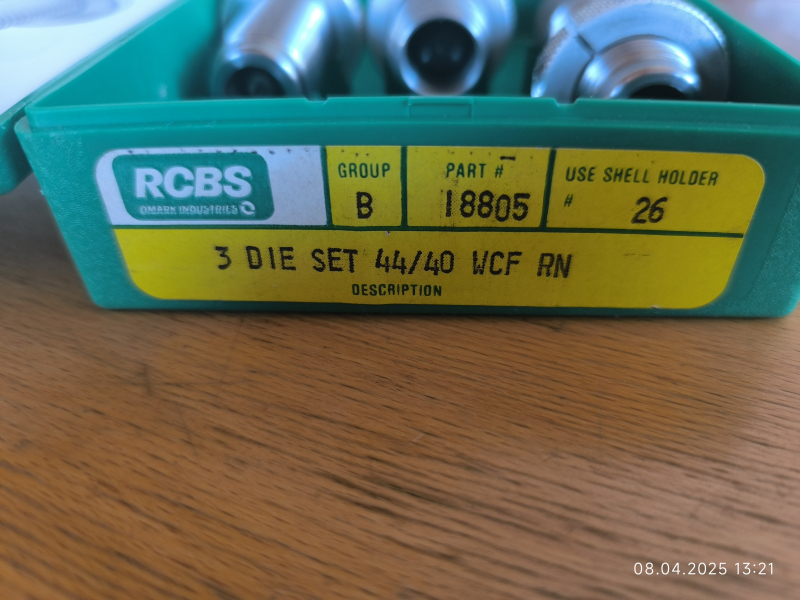 RCBS
OMARK INDUSTRIES
GROUP
B
PART #
18805
USE SHELL HOLDER
# 26
3 DIE SET 44/40 WCF RN
DESCRIPTION
08.04.2025 13:21